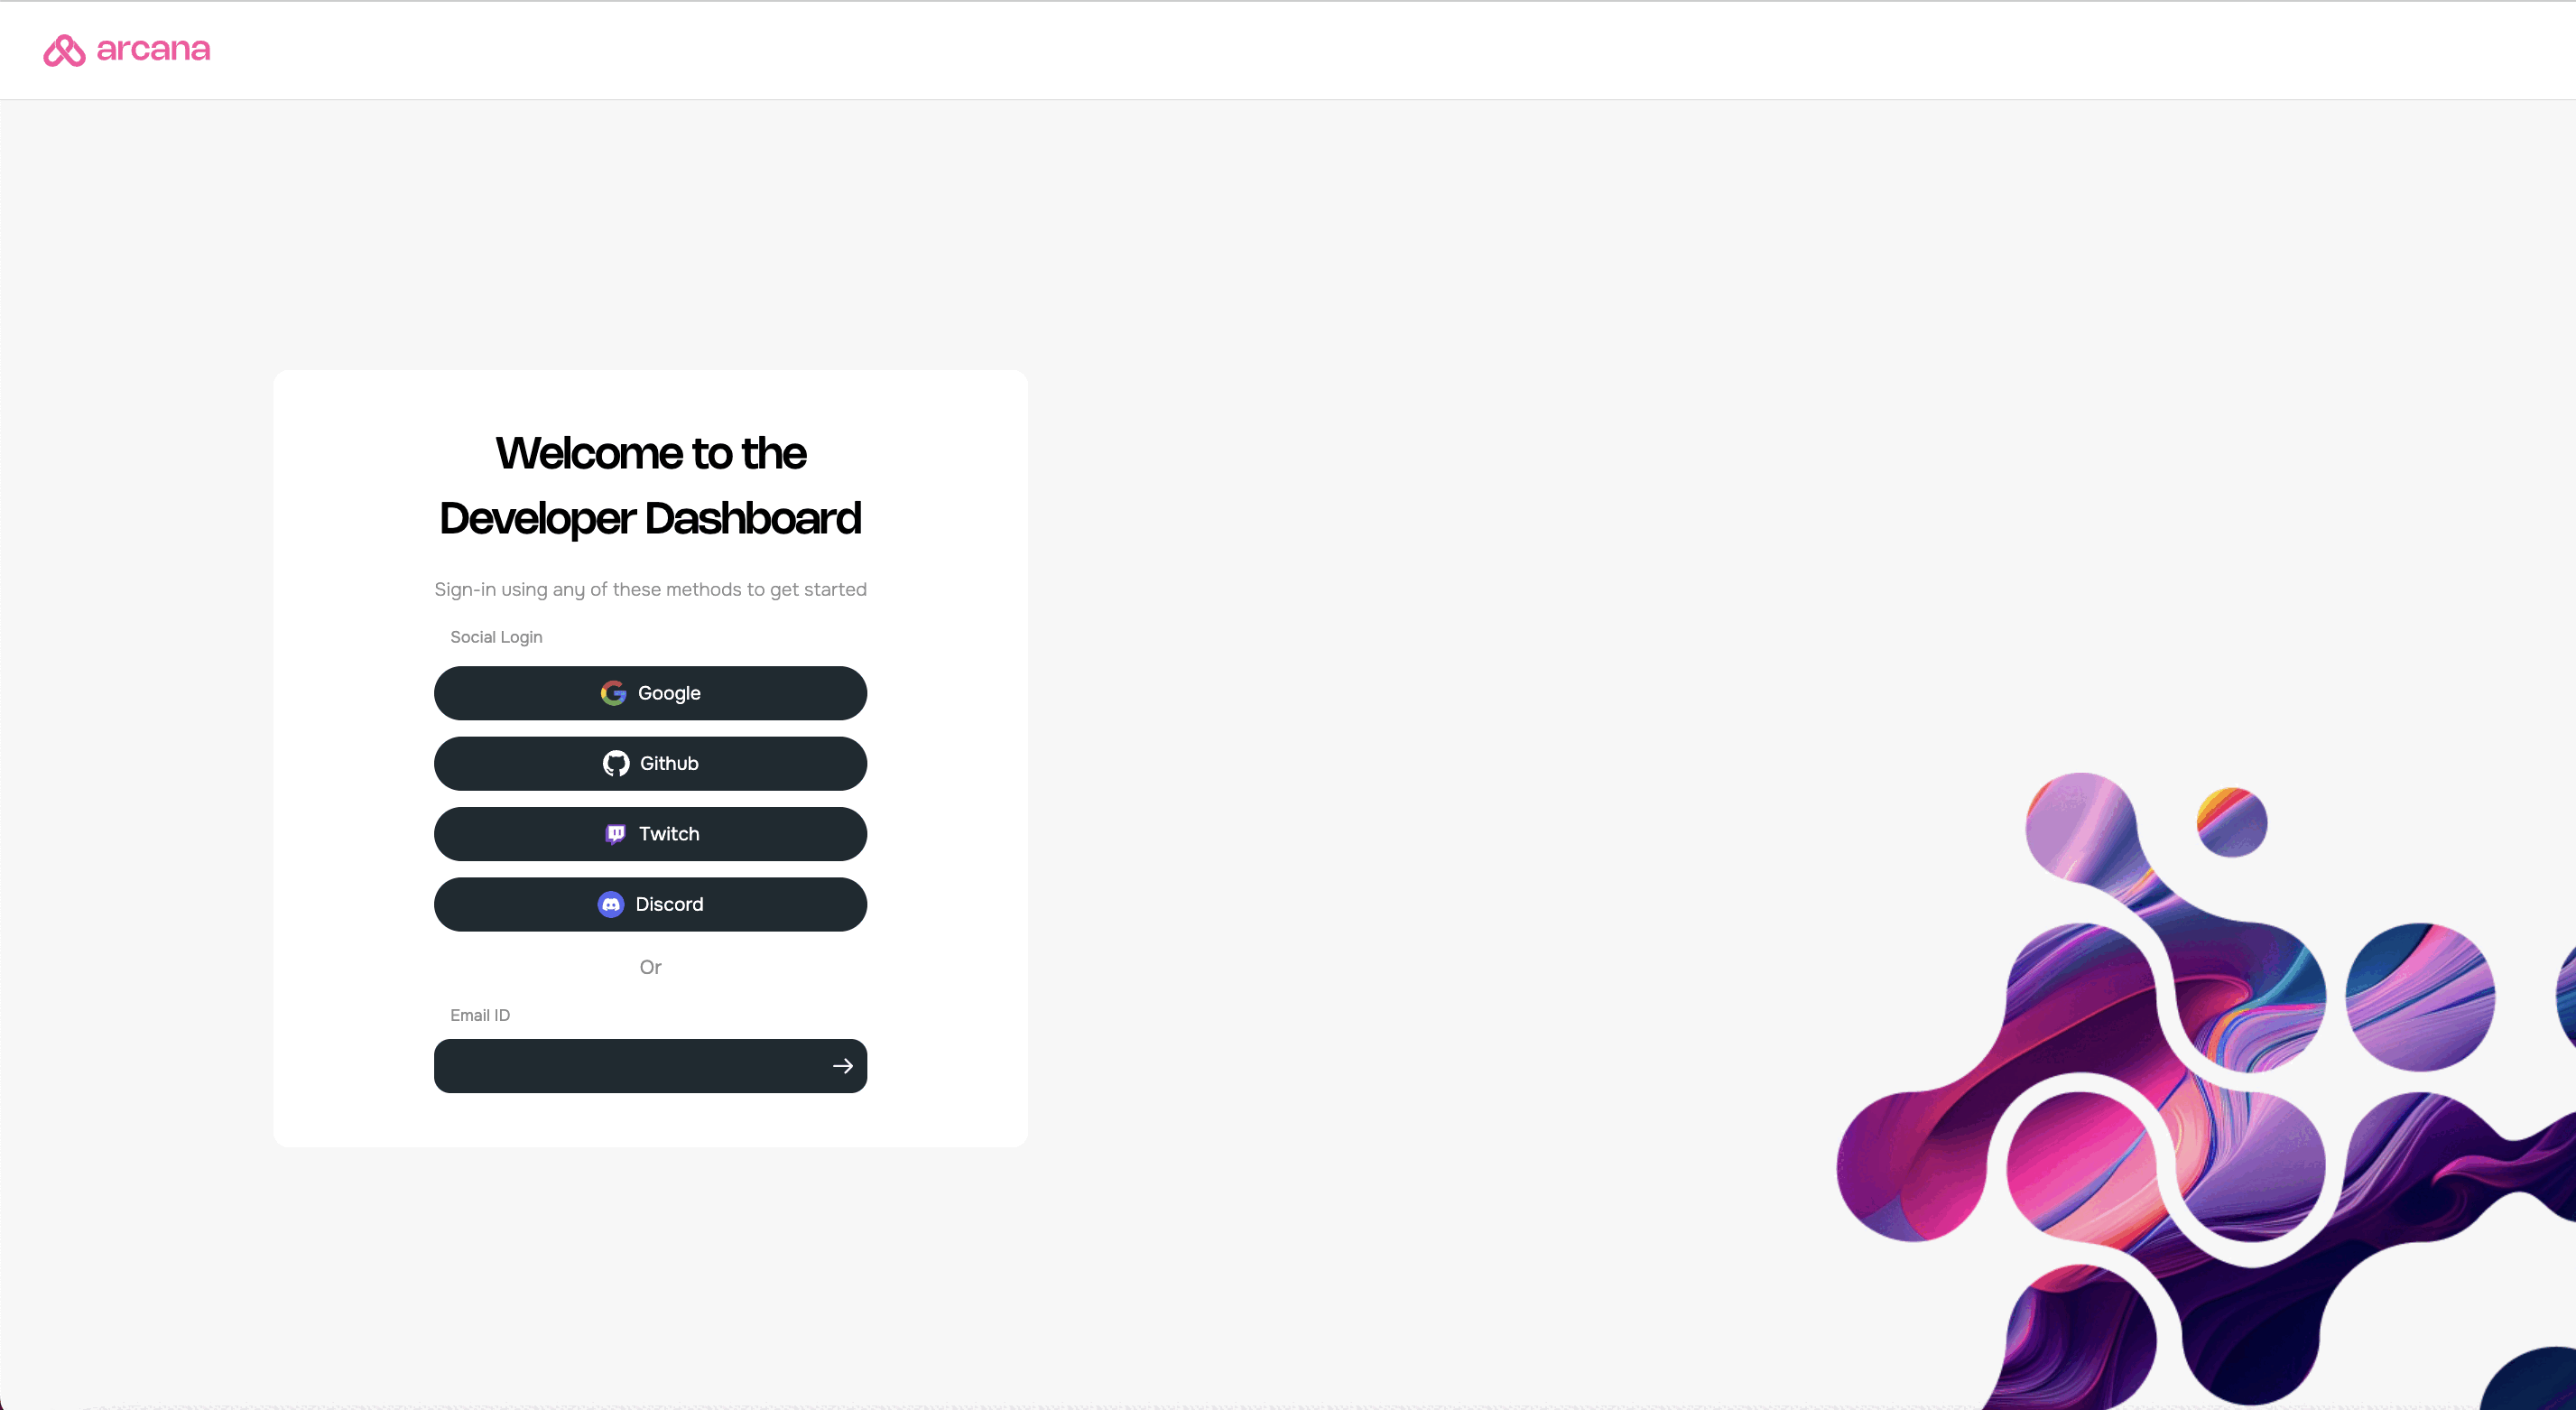 arcana
Welcome to the
Developer Dashboard
Sign-in using any of these methods to get started
Social Login
Google
Github
Twitch
Discord
Or
Email ID